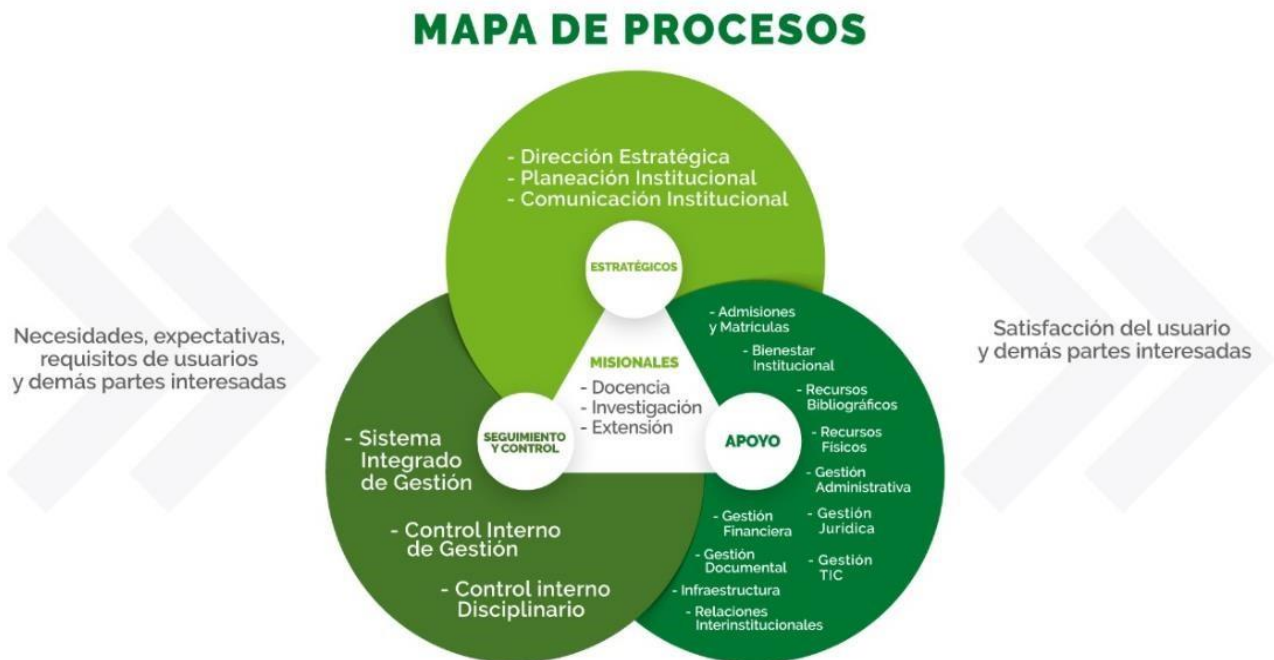 MAPA DE PROCESOS
- Dirección Estratégica
- Planeación Institucional
- Comunicación Institucional
ESTRATÉGICOS
Necesidades, expectativas,
requisitos de usuarios
y demás partes interesadas
MISIONALES
- Docencia
- Investigación
- Extensión
SEGUIMIENTO
Y CONTROL
- Sistema
Integrado
de Gestión
- Control Interno
de Gestión
- Control interno
Disciplinario
APOYO
- Admisiones
y Matriculas
- Bienestar
Institucional
- Recursos
Bibliográficos
- Recursos
Físicos
- Gestión
Administrativa
- Gestión
Jurídica
- Gestión
TIC
- Gestión
Financiera
- Gestión
Documental
- Infraestructura
- Relaciones
Interinstitucionales
Satisfacción del usuario
y demás partes interesadas